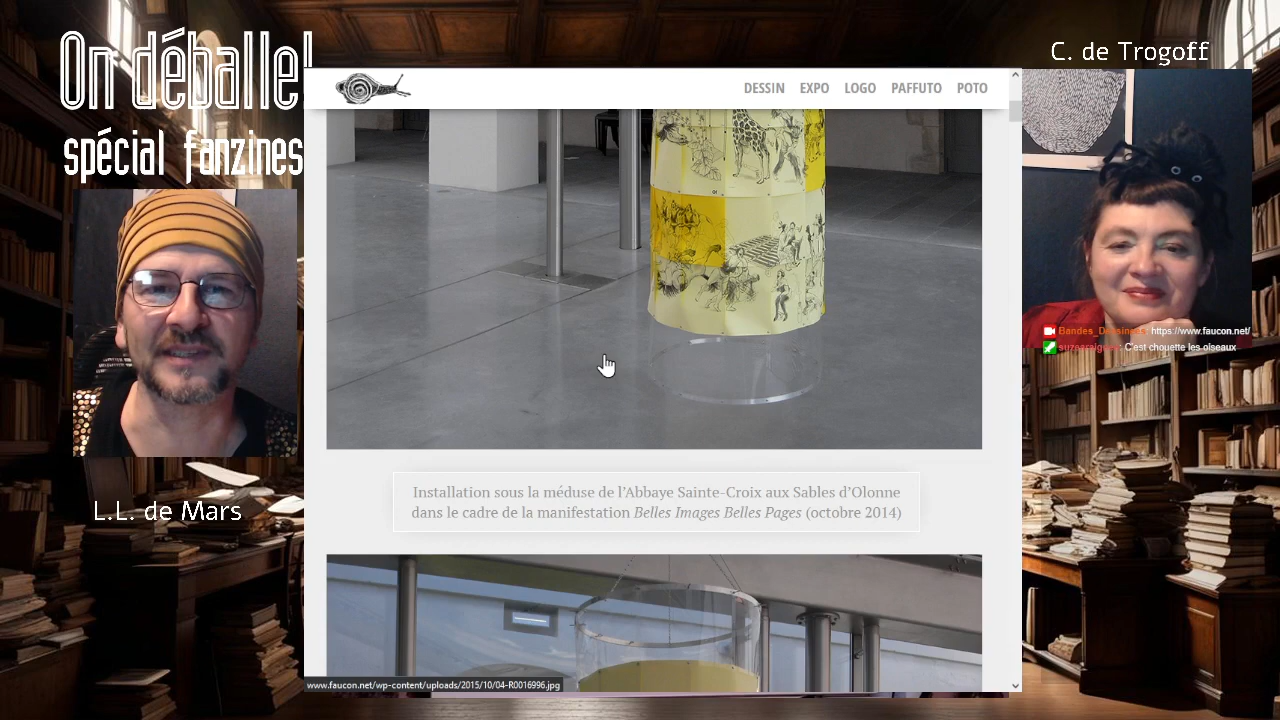 On déballe!
spécial fanzines
C. de Trogoff
DESSIN EXPO LOGO PAFFUTO POTO
: https://www.faucon.net/
: C'est chouette les oiseaux
L.L. de Mars
Installation sous la méduse de l'Abbaye Sainte-Croix aux Sables d'Olonne
dans le cadre de la manifestation Belles Images Belles Pages (octobre 2014)
www.faucon.net/wp-content/uploads/2015/10/04-R0016996.jpg